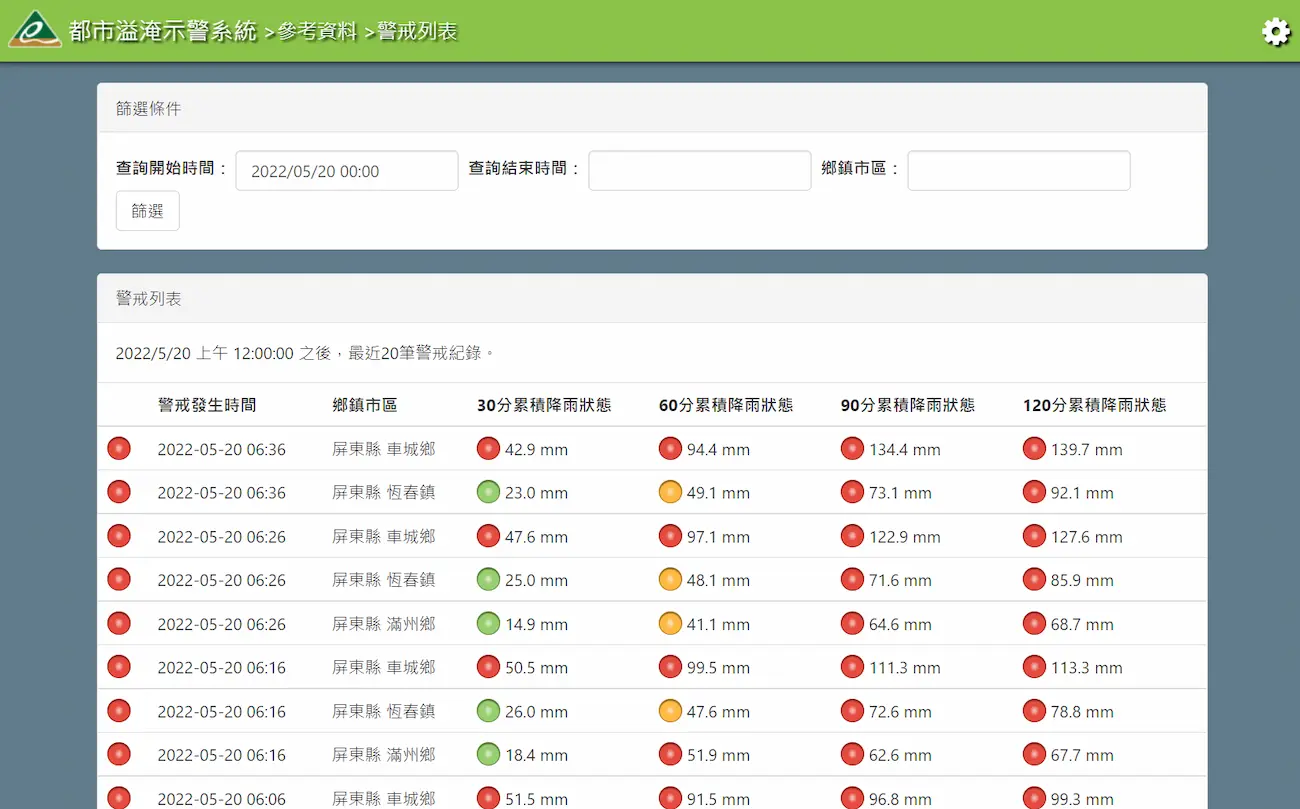 都市溢淹示警系統 >參考資料 >警戒列表
篩選條件
查詢開始時間： 2022/05/20 00:00 查詢結束時間： 鄉鎮市區：
篩選
警戒列表
2022/5/20 上午 12:00:00 之後，最近20筆警戒紀錄。
警戒發生時間 鄉鎮市區 30分累積降雨狀態 60分累積降雨狀態 90分累積降雨狀態 120分累積降雨狀態
2022-05-20 06:36 屏東縣 車城鄉 42.9 mm 94.4 mm 134.4 mm 139.7 mm
2022-05-20 06:36 屏東縣 恆春鎮 23.0 mm 49.1 mm 73.1 mm 92.1 mm
2022-05-20 06:26 屏東縣 車城鄉 47.6 mm 97.1 mm 122.9 mm 127.6 mm
2022-05-20 06:26 屏東縣 恆春鎮 25.0 mm 48.1 mm 71.6 mm 85.9 mm
2022-05-20 06:26 屏東縣 滿州鄉 14.9 mm 41.1 mm 64.6 mm 68.7 mm
2022-05-20 06:16 屏東縣 車城鄉 50.5 mm 99.5 mm 111.3 mm 113.3 mm
2022-05-20 06:16 屏東縣 恆春鎮 26.0 mm 47.6 mm 72.6 mm 78.8 mm
2022-05-20 06:16 屏東縣 滿州鄉 18.4 mm 51.9 mm 62.6 mm 67.7 mm
2022-05-20 06:06 屏東縣 車城鄉 51.5 mm 91.5 mm 96.8 mm 99.3 mm